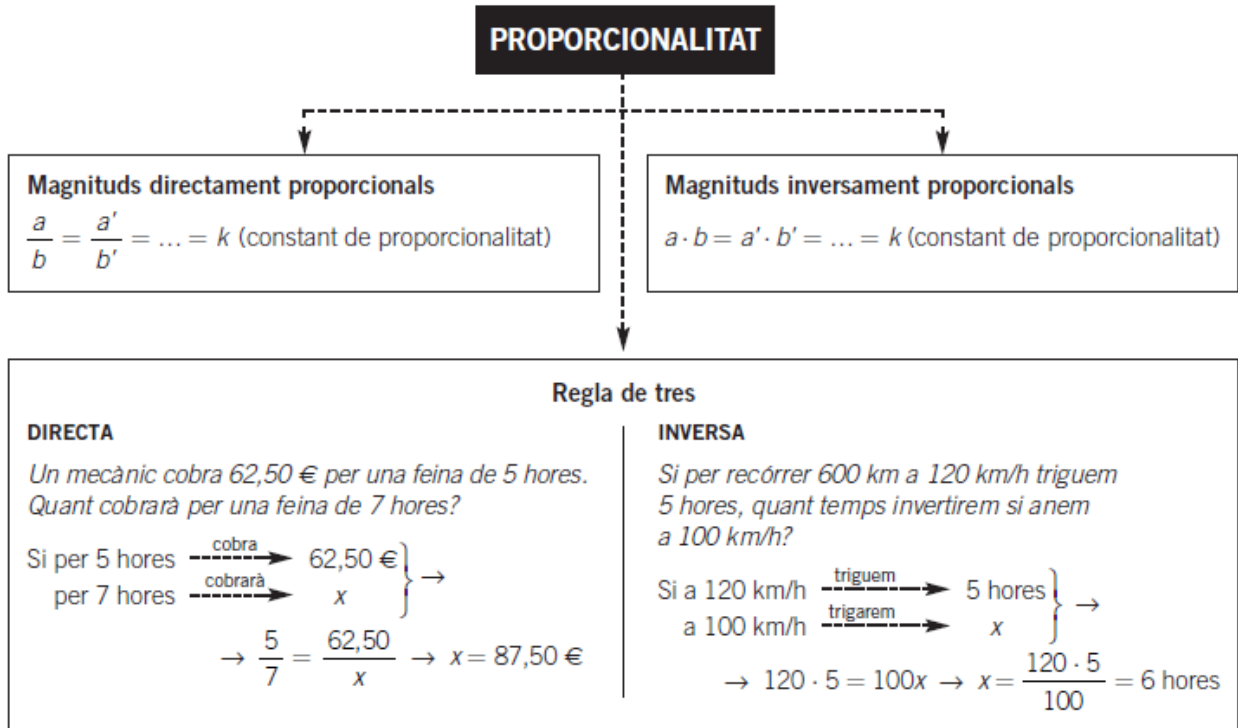 PROPORCIONALITAT
Magnituds directament proporcionals
a/b = a'/b' = ... = k (constant de proporcionalitat)
Magnituds inversament proporcionals
a · b = a' · b' = ... = k (constant de proporcionalitat)
Regla de tres
DIRECTA
Un mecànic cobra 62,50 € per una feina de 5 hores.
Quant cobrarà per una feina de 7 hores?
Si per 5 hores cobra 62,50 € } →
per 7 hores cobrarà x
→ 5/7 = 62,50/x → x = 87,50 €
INVERSA
Si per recórrer 600 km a 120 km/h triguem
5 hores, quant temps invertirem si anem
a 100 km/h?
Si a 120 km/h triguem 5 hores } →
a 100 km/h trigarem x
→ 120 · 5 = 100x → x = 120 · 5/100 = 6 hores